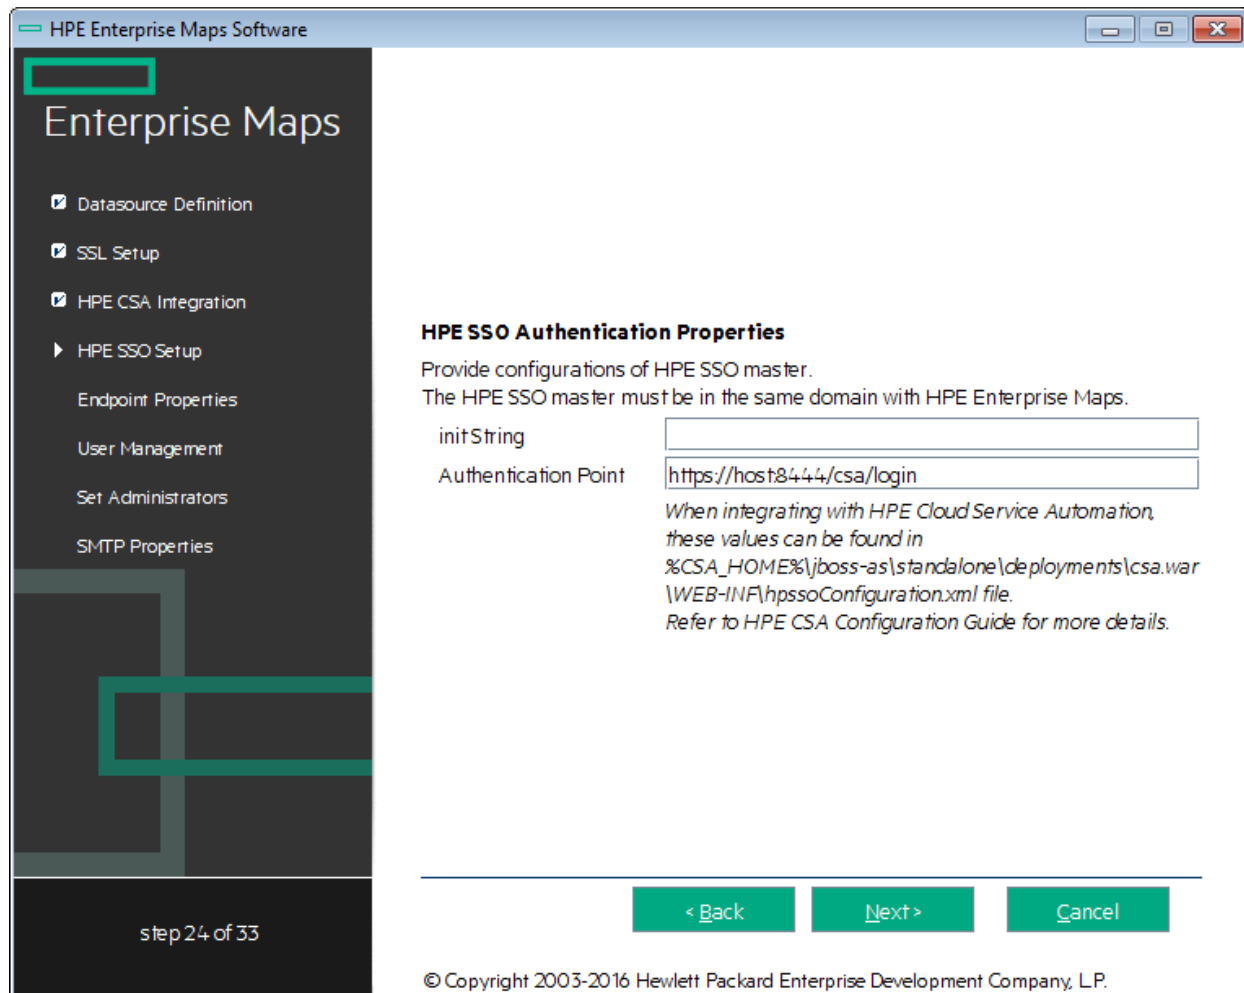 HPE Enterprise Maps Software
Enterprise Maps
Datasource Definition
SSL Setup
HPE CSA Integration
HPE SSO Setup
Endpoint Properties
User Management
Set Administrators
SMTP Properties
step 24 of 33
HPE SSO Authentication Properties
Provide configurations of HPE SSO master.
The HPE SSO master must be in the same domain with HPE Enterprise Maps.
initString
Authentication Point
https://host:8444/csa/login
When integrating with HPE Cloud Service Automation,
these values can be found in
%CSA_HOME%\jboss-as\standalone\deployments\csa.war
\WEB-INF\hpssoConfiguration.xml file.
Refer to HPE CSA Configuration Guide for more details.
< Back
Next >
Cancel
© Copyright 2003-2016 Hewlett Packard Enterprise Development Company, L.P.